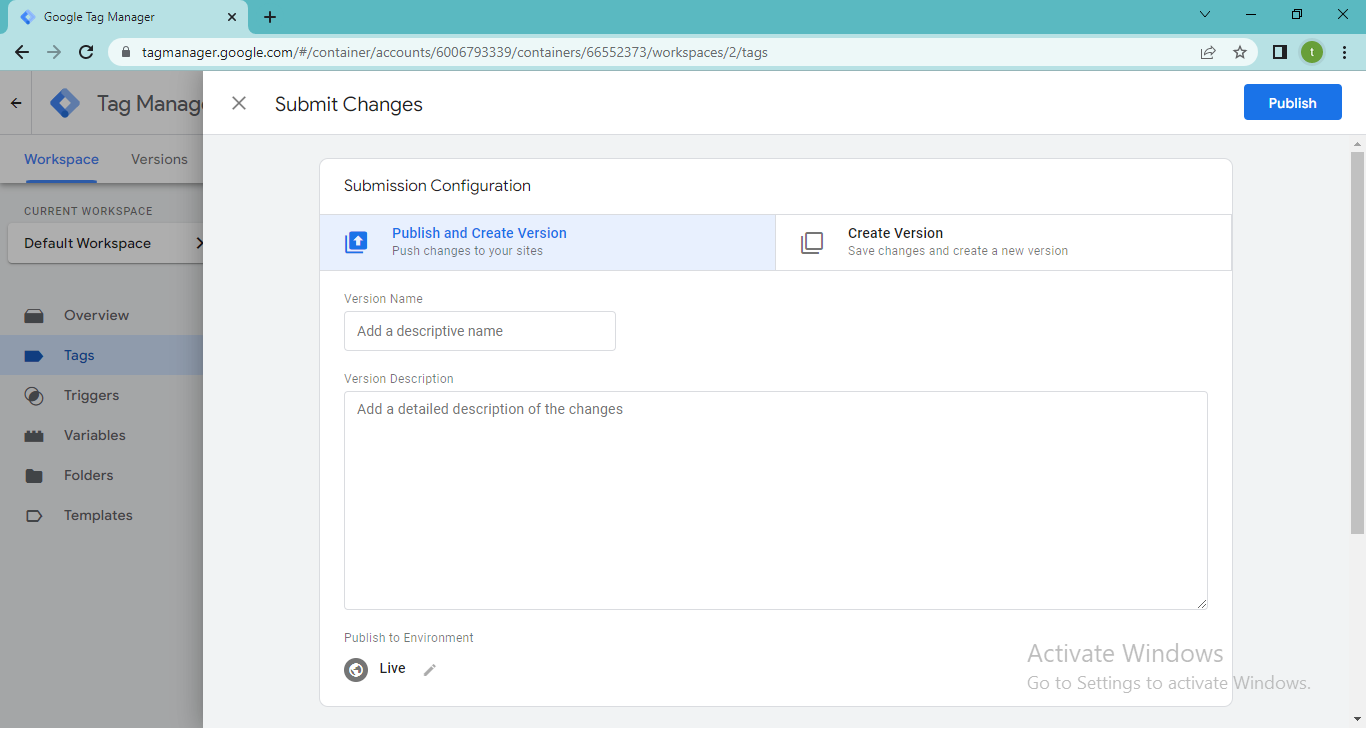 Google Tag Manager
tagmanager.google.com/#/container/accounts/6006793339/containers/66552373/workspaces/2/tags
t
Tag Manag
Submit Changes
Publish
Workspace
Versions
CURRENT WORKSPACE
Default Workspace
Overview
Tags
Triggers
Variables
Folders
Templates
Submission Configuration
Publish and Create Version
Push changes to your sites
Create Version
Save changes and create a new version
Version Name
Add a descriptive name
Version Description
Add a detailed description of the changes
Publish to Environment
Live
Activate Windows
Go to Settings to activate Windows.